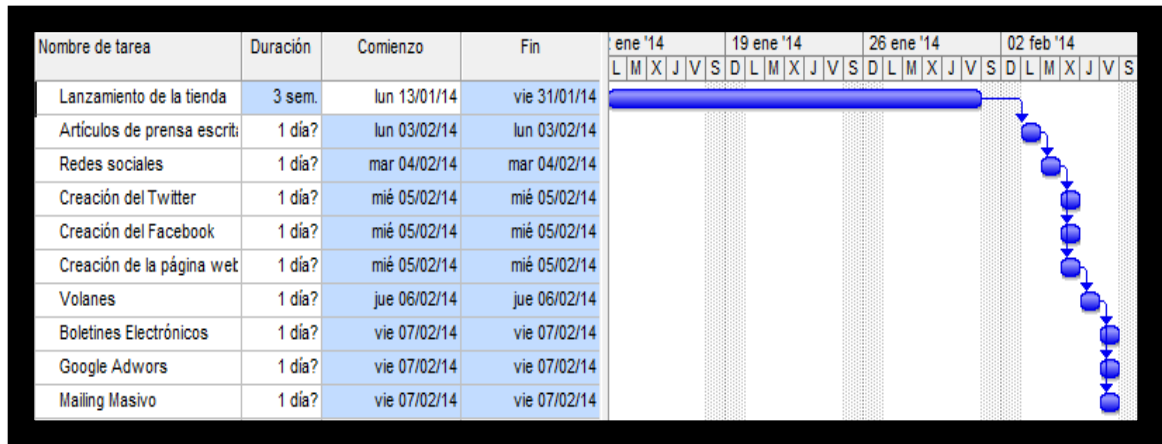 Nombre de tarea Duración Comienzo Fin ene '14 19 ene '14 26 ene '14 02 feb '14
L M X J V S D L M X J V S D L M X J V S D L M X J V S
Lanzamiento de la tienda 3 sem. lun 13/01/14 vie 31/01/14
Artículos de prensa escrit 1 día? lun 03/02/14 lun 03/02/14
Redes sociales 1 día? mar 04/02/14 mar 04/02/14
Creación del Twitter 1 día? mié 05/02/14 mié 05/02/14
Creación del Facebook 1 día? mié 05/02/14 mié 05/02/14
Creación de la página web 1 día? mié 05/02/14 mié 05/02/14
Volanes 1 día? jue 06/02/14 jue 06/02/14
Boletines Electrónicos 1 día? vie 07/02/14 vie 07/02/14
Google Adwors 1 día? vie 07/02/14 vie 07/02/14
Mailing Masivo 1 día? vie 07/02/14 vie 07/02/14